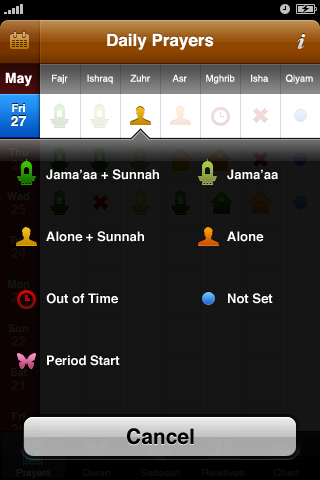 Daily Prayers
i
May
Fajr
Ishraq
Zuhr
Asr
Mghrib
Isha
Qiyam
Fri
27
Thu
26
Wed
25
Tue
24
Mon
23
Sun
22
Sat
21
Fri
20
Jama'aa + Sunnah
Jama'aa
Alone + Sunnah
Alone
Out of Time
Not Set
Period Start
Cancel
Prayers
Quran
Sadaqah
Relatives
Chart